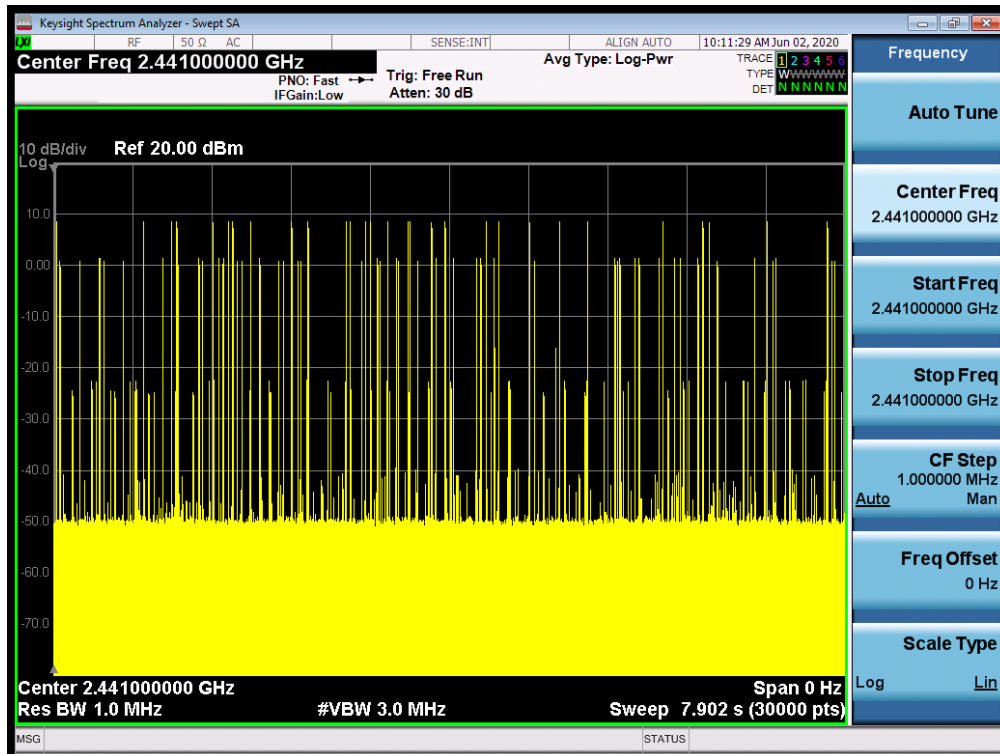 Keysight Spectrum Analyzer - Swept SA
LXI RF 50 Ω AC SENSE:INT ALIGN AUTO 10:11:29 AM Jun 02, 2020
Center Freq 2.441000000 GHz
PNO: Fast
IFGain:Low
Trig: Free Run
Atten: 30 dB
Avg Type: Log-Pwr
TRACE 1 2 3 4 5 6
TYPE WWWWWW
DET N N N N N N
10 dB/div Ref 20.00 dBm
Log
10.0
0.00
-10.0
-20.0
-30.0
-40.0
-50.0
-60.0
-70.0
Center 2.441000000 GHz Span 0 Hz
Res BW 1.0 MHz #VBW 3.0 MHz Sweep 7.902 s (30000 pts)
MSG STATUS
Frequency
Auto Tune
Center Freq
2.441000000 GHz
Start Freq
2.441000000 GHz
Stop Freq
2.441000000 GHz
CF Step
1.000000 MHz
Auto Man
Freq Offset
0 Hz
Scale Type
Log Lin